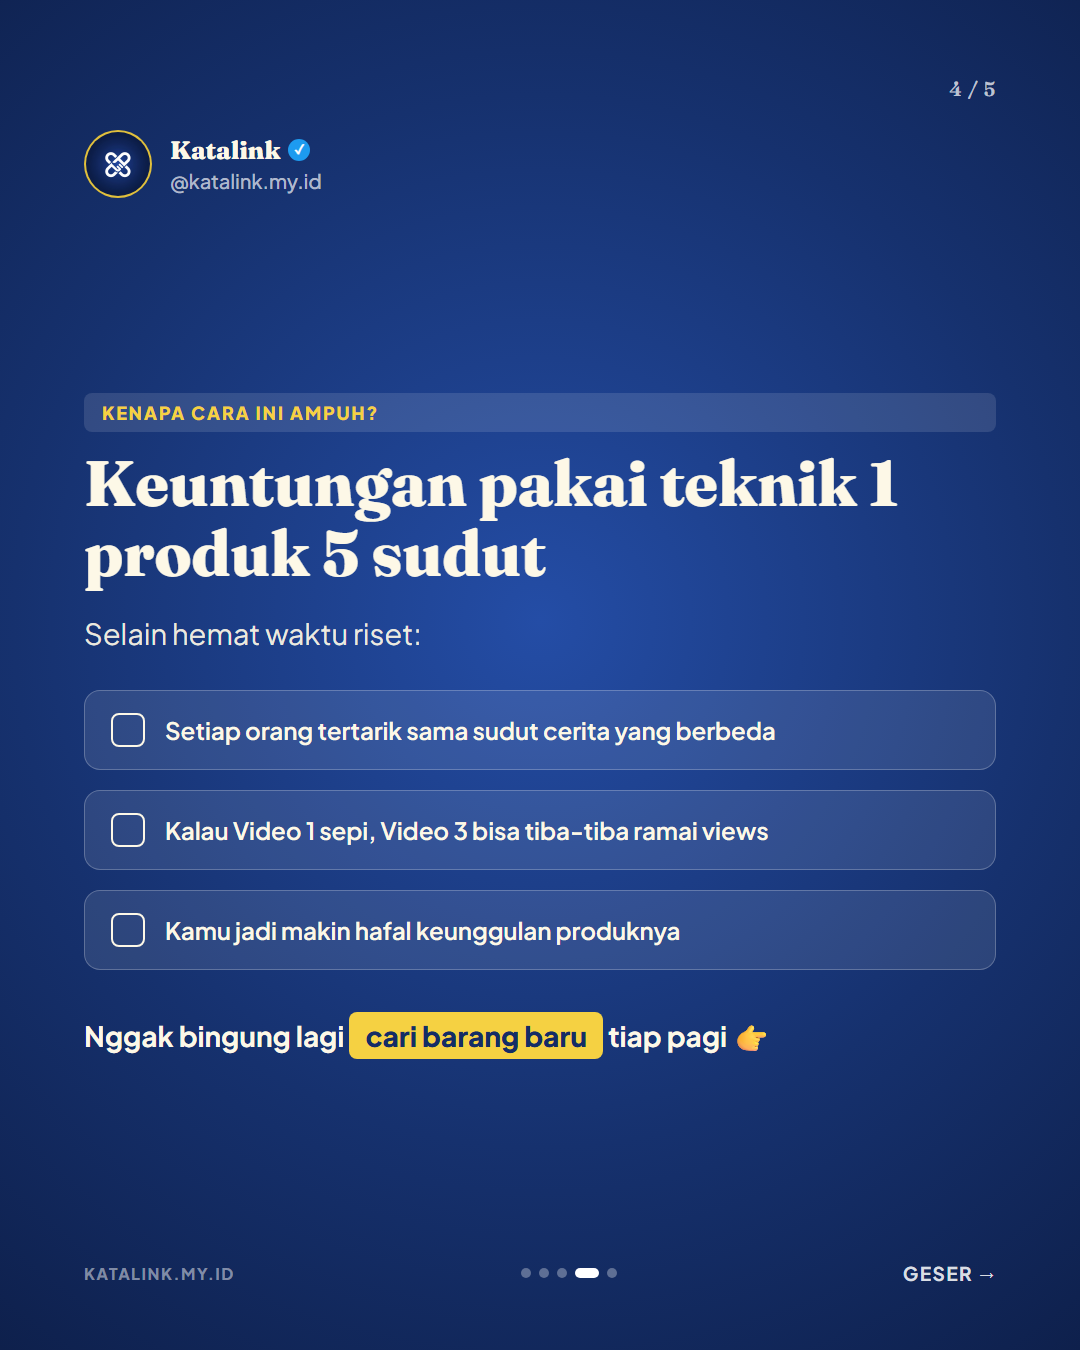 4 / 5
Katalink
@katalink.my.id
KENAPA CARA INI AMPUH?
Keuntungan pakai teknik 1
produk 5 sudut
Selain hemat waktu riset:
Setiap orang tertarik sama sudut cerita yang berbeda
Kalau Video 1 sepi, Video 3 bisa tiba-tiba ramai views
Kamu jadi makin hafal keunggulan produknya
Nggak bingung lagi cari barang baru tiap pagi 👉
KATALINK.MY.ID
GESER →